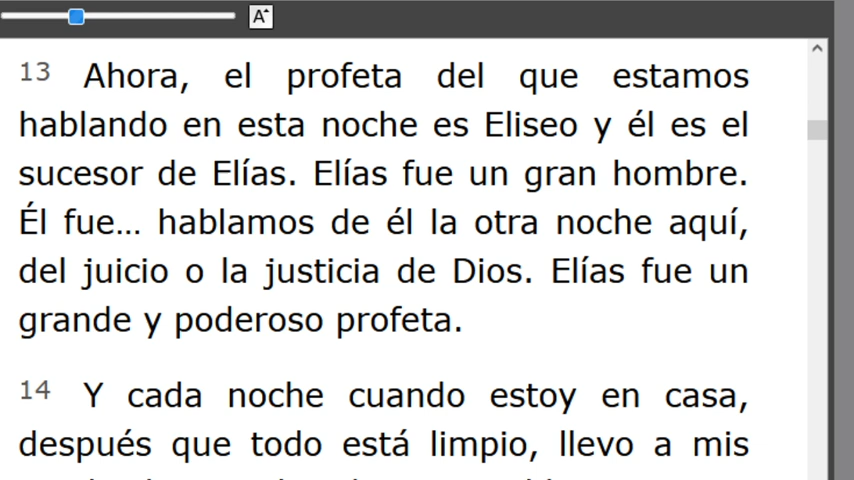 A
13 Ahora, el profeta del que estamos
hablando en esta noche es Eliseo y él es el
sucesor de Elías. Elías fue un gran hombre.
Él fue... hablamos de él la otra noche aquí,
del juicio o la justicia de Dios. Elías fue un
grande y poderoso profeta.
14 Y cada noche cuando estoy en casa,
después que todo está limpio, llevo a mis